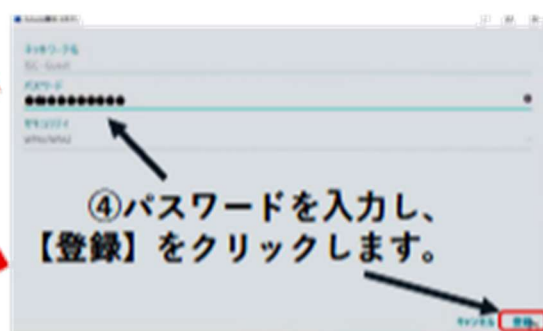 ネットワーク名
パスワード
●●●●●●●●●●●
セキュリティ
④パスワードを入力し、
【登録】をクリックします。
キャンセル 登録